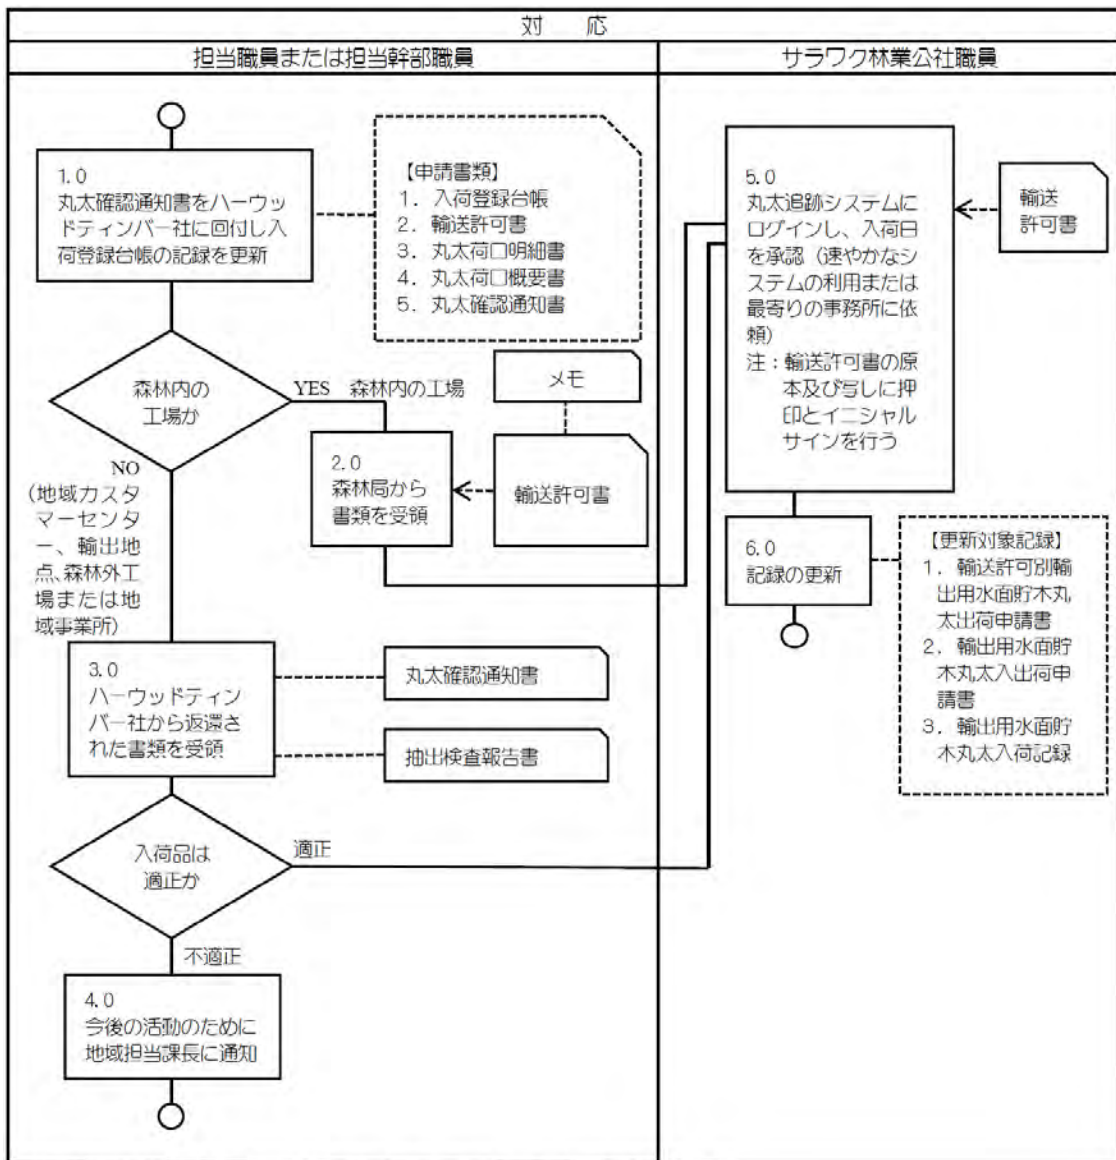 対　応
担当職員または担当幹部職員
サラワク林業公社職員
1.0
丸太確認通知書をハーウッ
ドティンバー社に回付し入
荷登録台帳の記録を更新
【申請書類】
1. 入荷登録台帳
2. 輸送許可書
3. 丸太荷口明細書
4. 丸太荷口概要書
5. 丸太確認通知書
森林内の
工場か
YES　森林内の工場
メモ
2.0
森林局から
書類を受領
輸送許可書
NO
（地域カスタ
マーセンタ
ー、輸出地
点、森林外工
場または地
域事業所）
3.0
ハーウッドティン
バー社から返還さ
れた書類を受領
丸太確認通知書
抽出検査報告書
入荷品は
適正か
適正
不適正
4.0
今後の活動のために
地域担当課長に通知
5.0
丸太追跡システムに
ログインし、入荷日
を承認（速やかなシ
ステムの利用または
最寄りの事務所に依
頼）
注：輸送許可書の原
本及び写しに押
印とイニシャル
サインを行う
輸送
許可書
6.0
記録の更新
【更新対象記録】
1. 輸送許可別輸
出用水面貯木丸
太出荷申請書
2. 輸出用水面貯
木丸太入出荷申
請書
3. 輸出用水面貯
木丸太入荷記録